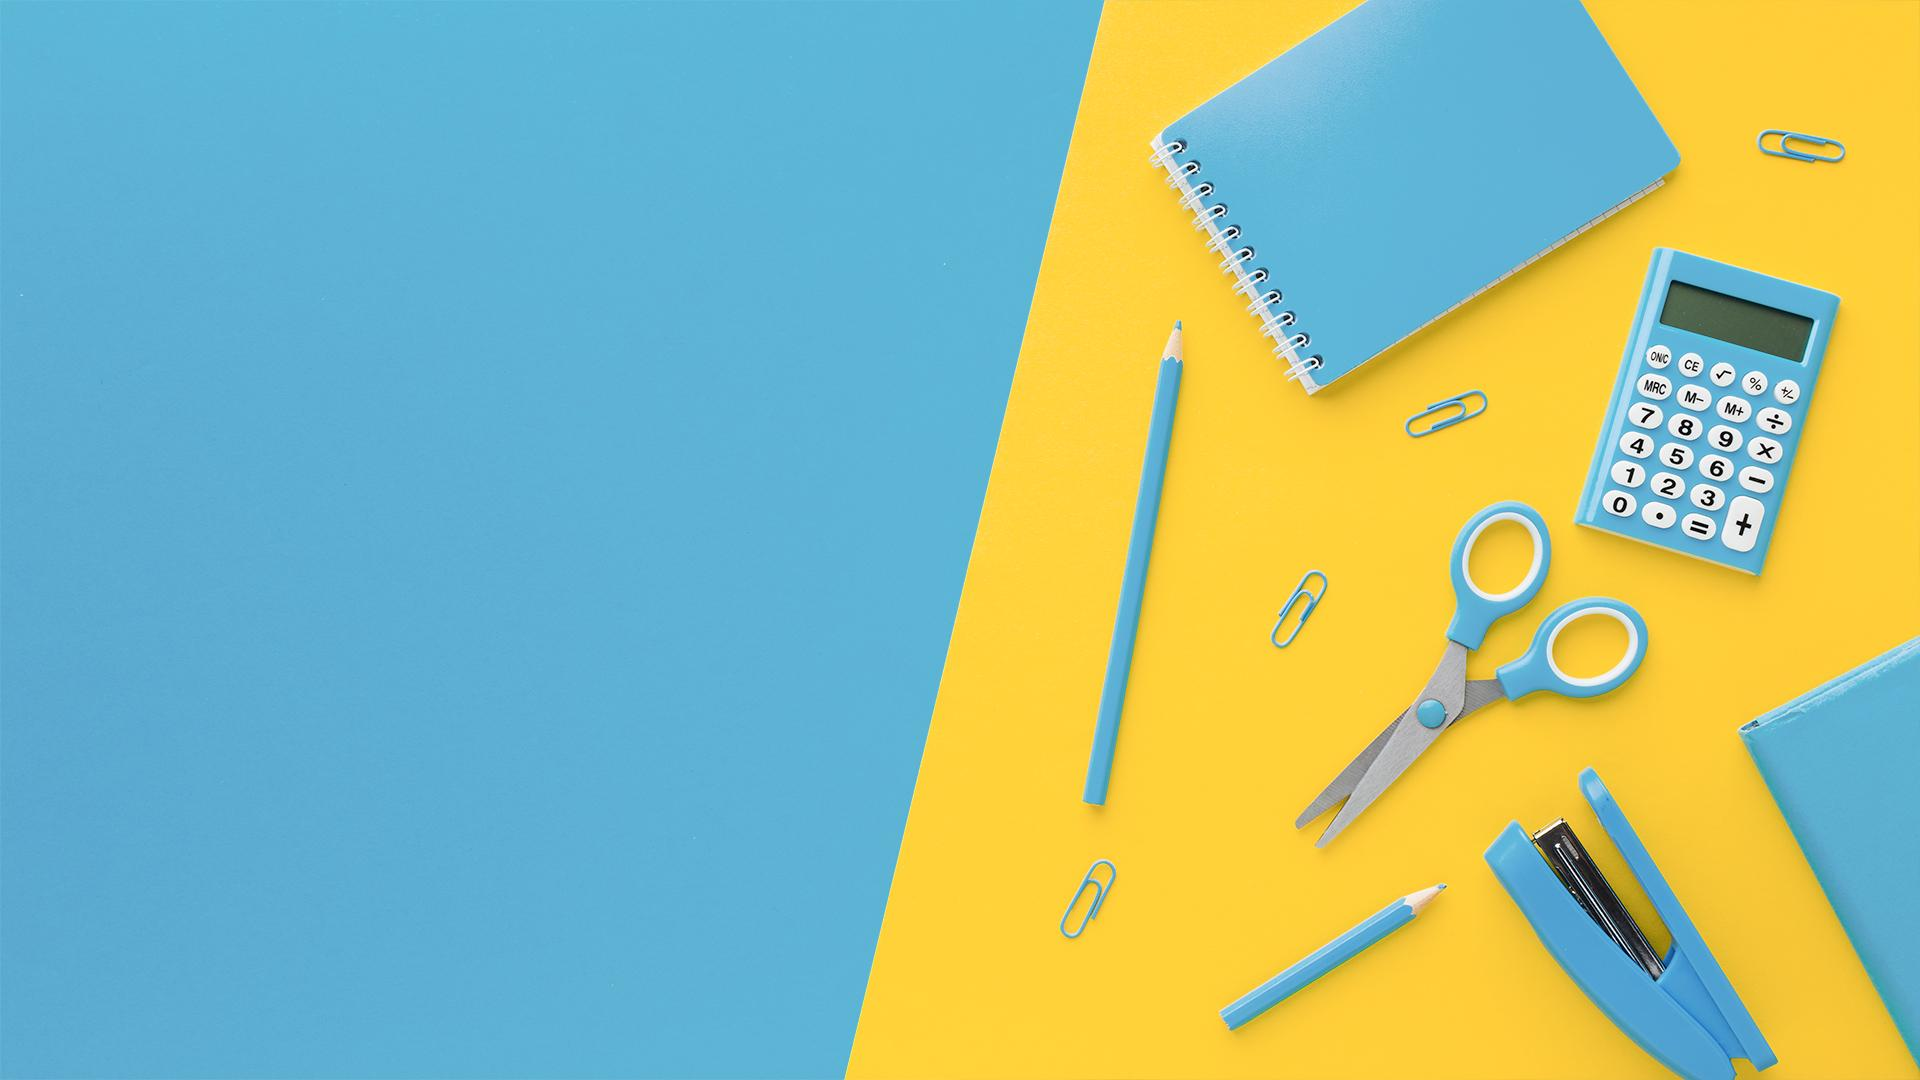 ON/C CE √ % +/-
MRC M- M+ ÷
7 8 9 ×
4 5 6 -
1 2 3 +
0 . =